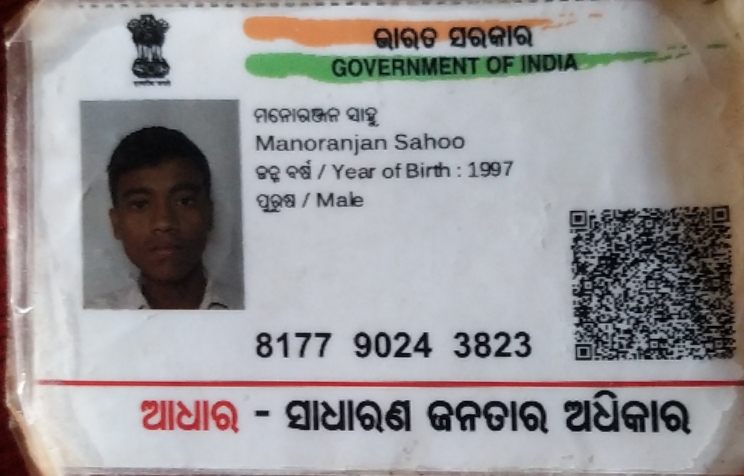 ଭାରତ ସରକାର
GOVERNMENT OF INDIA
ମନୋରଞ୍ଜନ ସାହୁ
Manoranjan Sahoo
ଜନ୍ମ ବର୍ଷ / Year of Birth : 1997
ପୁରୁଷ / Male
8177 9024 3823
ଆଧାର - ସାଧାରଣ ଜନତାର ଅଧିକାର